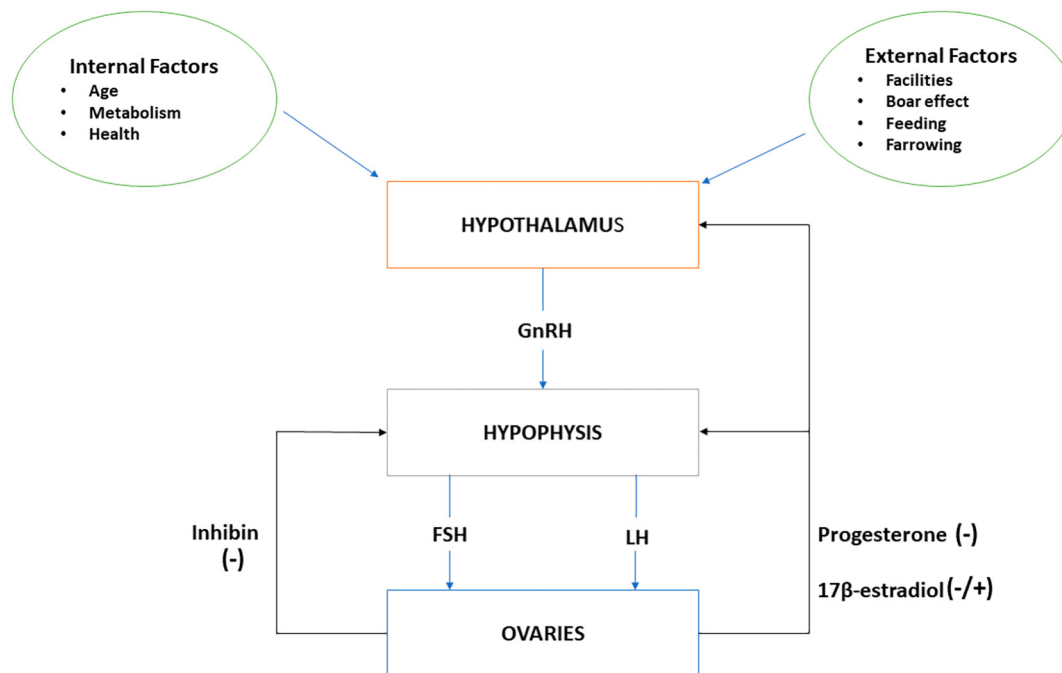 Internal Factors
• Age
• Metabolism
• Health
External Factors
• Facilities
• Boar effect
• Feeding
• Farrowing
HYPOTHALAMUS
GnRH
HYPOPHYSIS
Inhibin
(-)
FSH
LH
Progesterone (-)
17β-estradiol (-/+)
OVARIES